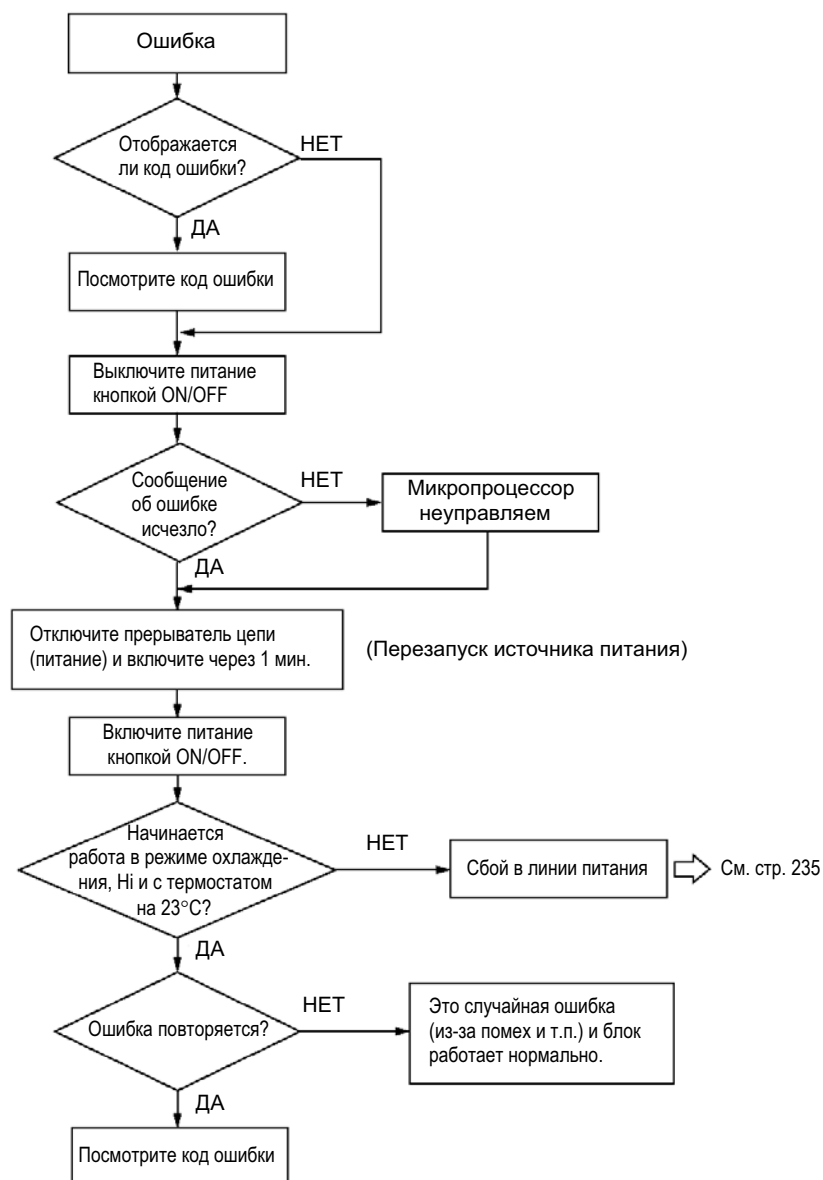 Ошибка
Отображается
ли код ошибки?
НЕТ
ДА
Посмотрите код ошибки
Выключите питание
кнопкой ON/OFF
Сообщение
об ошибке
исчезло?
НЕТ
Микропроцессор
неуправляем
ДА
Отключите прерыватель цепи
(питание) и включите через 1 мин.
(Перезапуск источника питания)
Включите питание
кнопкой ON/OFF.
Начинается
работа в режиме охлажде-
ния, Hi и с термостатом
на 23°C?
НЕТ
Сбой в линии питания
См. стр. 235
ДА
Ошибка повторяется?
НЕТ
Это случайная ошибка
(из-за помех и т.п.) и блок
работает нормально.
ДА
Посмотрите код ошибки